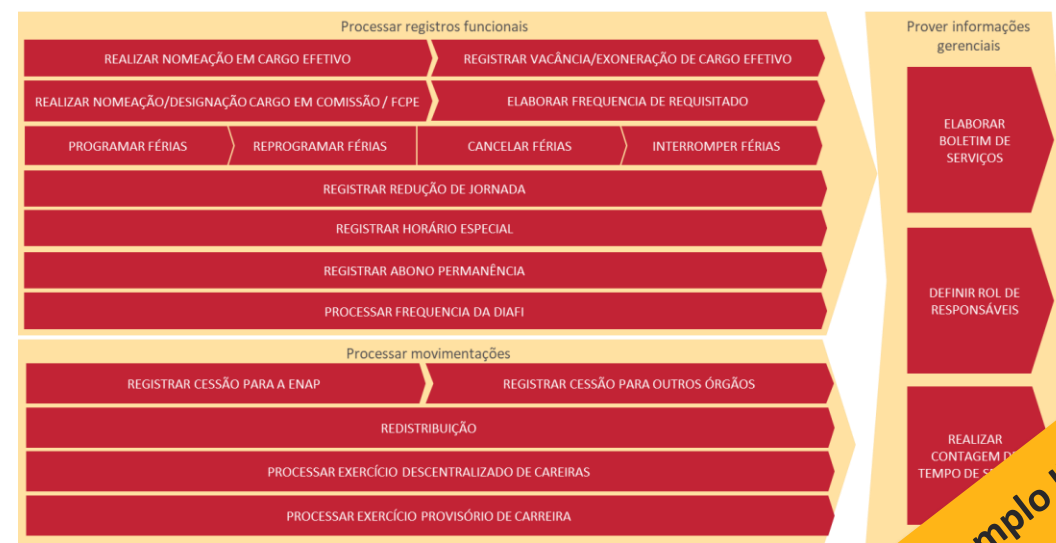 Processar registros funcionais
REALIZAR NOMEAÇÃO EM CARGO EFETIVO
REGISTRAR VACÂNCIA/EXONERAÇÃO DE CARGO EFETIVO
REALIZAR NOMEAÇÃO/DESIGNAÇÃO CARGO EM COMISSÃO / FCPE
ELABORAR FREQUENCIA DE REQUISITADO
PROGRAMAR FÉRIAS
REPROGRAMAR FÉRIAS
CANCELAR FÉRIAS
INTERROMPER FÉRIAS
REGISTRAR REDUÇÃO DE JORNADA
REGISTRAR HORÁRIO ESPECIAL
REGISTRAR ABONO PERMANÊNCIA
PROCESSAR FREQUENCIA DA DIAFI
Processar movimentações
REGISTRAR CESSÃO PARA A ENAP
REGISTRAR CESSÃO PARA OUTROS ÓRGÃOS
REDISTRIBUIÇÃO
PROCESSAR EXERCÍCIO DESCENTRALIZADO DE CAREIRAS
PROCESSAR EXERCÍCIO PROVISÓRIO DE CARREIRA
Prover informações
gerenciais
ELABORAR
BOLETIM DE
SERVIÇOS
DEFINIR ROL DE
RESPONSÁVEIS
REALIZAR
CONTAGEM
TEMPO DE